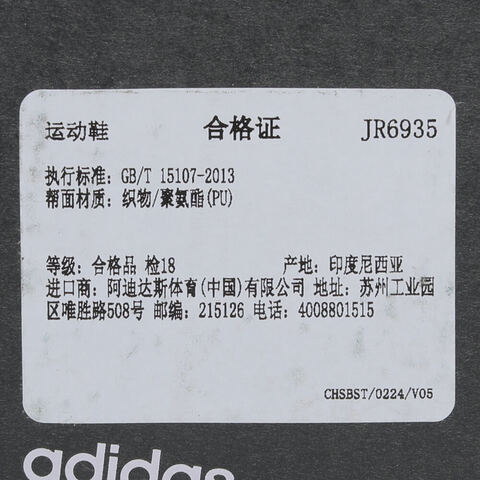 运动鞋 合格证 JR6935
执行标准: GB/T 15107-2013
帮面材质: 织物/聚氨酯(PU)
等级: 合格品 检18 产地: 印度尼西亚
进口商: 阿迪达斯体育(中国)有限公司 地址: 苏州工业园
区唯胜路508号 邮编: 215126 电话: 4008801515
CHSBST/0224/V05
adidas